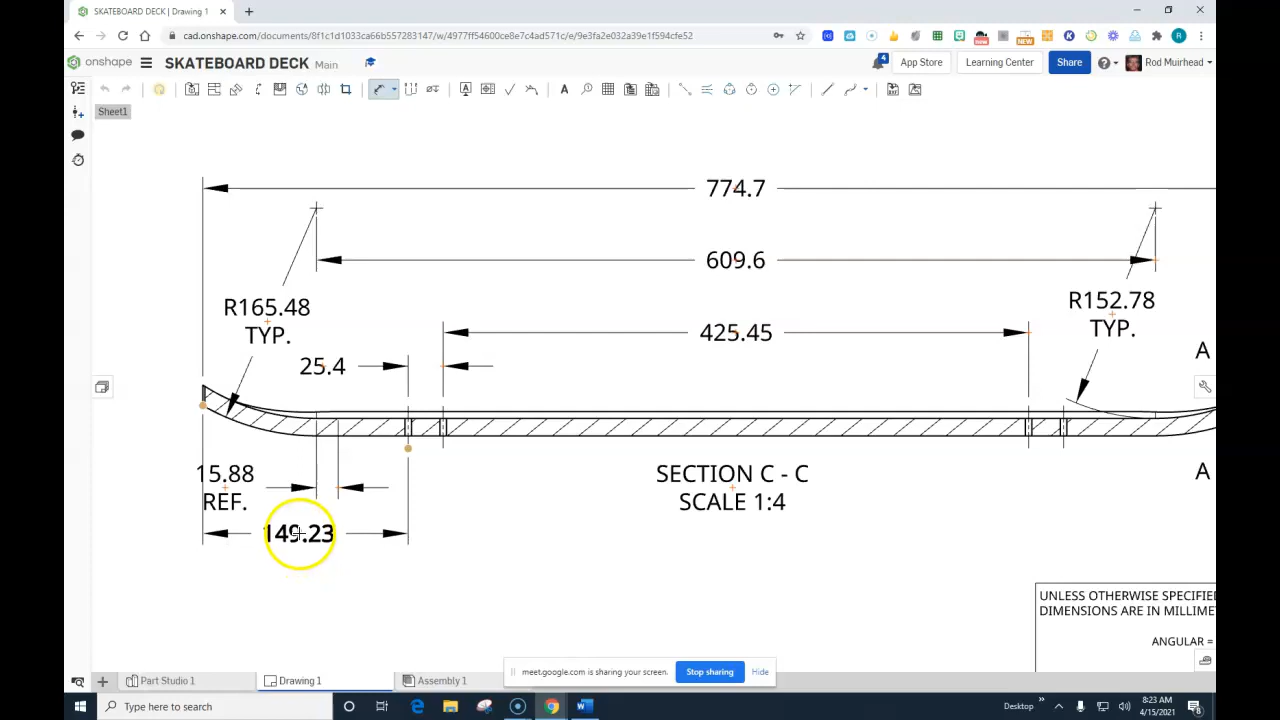 SKATEBOARD DECK | Drawing 1
cad.onshape.com/documents/8f1c1d1033ca66b557283147/w/4977ff54600ce8e7c4ad571c/e/9e3fa2e032a39e1f594cfe52
onshape
SKATEBOARD DECK Main
4
App Store
Learning Center
Share
Rod Muirhead
Sheet1
774.7
609.6
R165.48
TYP.
R152.78
TYP.
425.45
25.4
A
15.88
REF.
SECTION C - C
SCALE 1:4
A
149.23
UNLESS OTHERWISE SPECIFIED
DIMENSIONS ARE IN MILLIME
ANGULAR =
meet.google.com is sharing your screen.
Stop sharing
Hide
Part Studio 1
Drawing 1
Assembly 1
Type here to search
Desktop
8:23 AM
4/15/2021